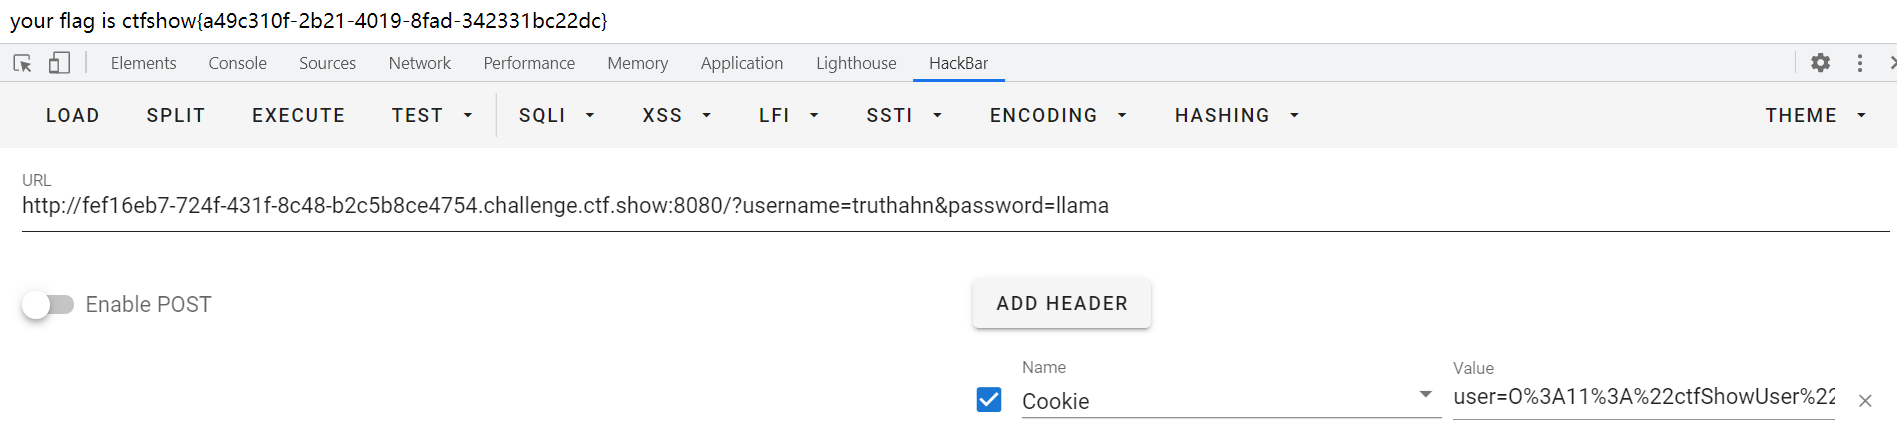 your flag is ctfshow{a49c310f-2b21-4019-8fad-342331bc22dc}
Elements Console Sources Network Performance Memory Application Lighthouse HackBar
LOAD SPLIT EXECUTE TEST SQLI XSS LFI SSTI ENCODING HASHING THEME
URL
http://fef16eb7-724f-431f-8c48-b2c5b8ce4754.challenge.ctf.show:8080/?username=truthahn&password=llama
Enable POST ADD HEADER
Name Value
Cookie user=O%3A11%3A%22ctfShowUser%22